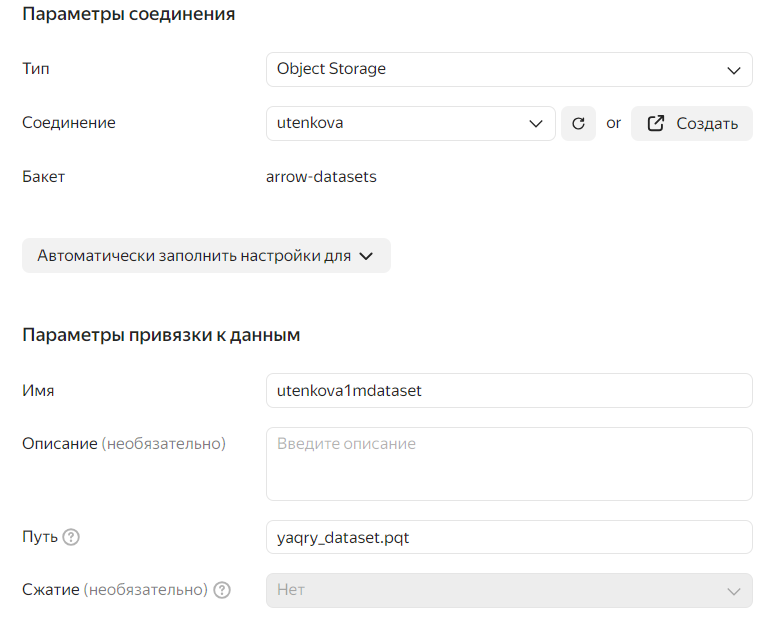 Параметры соединения
Тип
Object Storage
Соединение
utenkova
or
Создать
Бакет
arrow-datasets
Автоматически заполнить настройки для
Параметры привязки к данным
Имя
utenkova1mdataset
Описание (необязательно)
Введите описание
Путь ?
yaqry_dataset.pqt
Сжатие (необязательно) ?
Нет